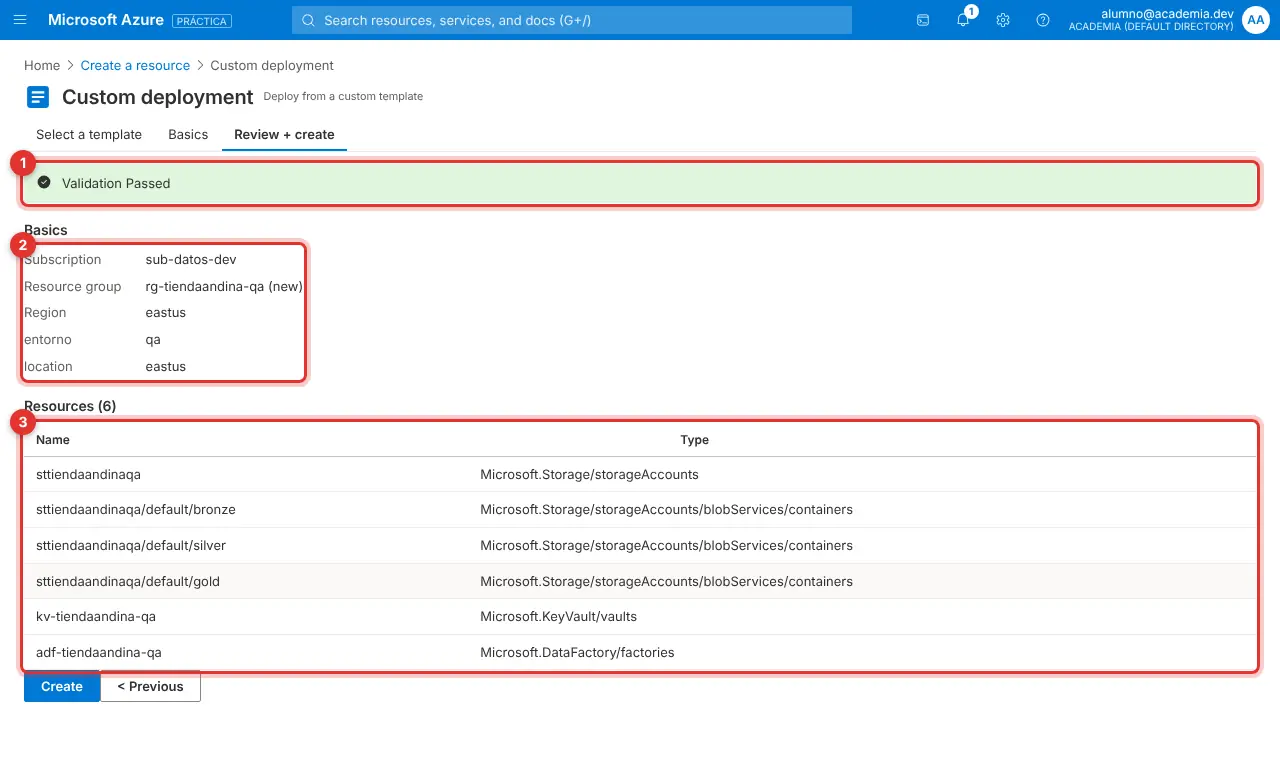 Microsoft Azure PRÁCTICA Search resources, services, and docs (G+/) 1 alumno@academia.dev
ACADEMIA (DEFAULT DIRECTORY) AA
Home > Create a resource > Custom deployment
Custom deployment Deploy from a custom template
Select a template Basics Review + create
1
Validation Passed
Basics
2
Subscription sub-datos-dev
Resource group rg-tiendaandina-qa (new)
Region eastus
entorno qa
location eastus
Resources (6)
3
Name Type
sttiendaandinaqa Microsoft.Storage/storageAccounts
sttiendaandinaqa/default/bronze Microsoft.Storage/storageAccounts/blobServices/containers
sttiendaandinaqa/default/silver Microsoft.Storage/storageAccounts/blobServices/containers
sttiendaandinaqa/default/gold Microsoft.Storage/storageAccounts/blobServices/containers
kv-tiendaandina-qa Microsoft.KeyVault/vaults
adf-tiendaandina-qa Microsoft.DataFactory/factories
Create < Previous